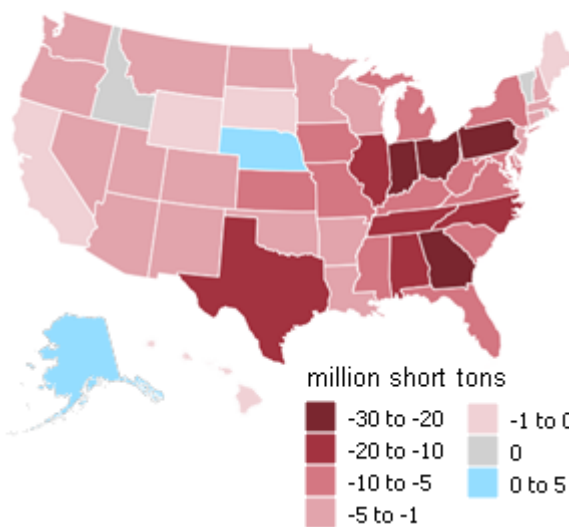 million short tons
-30 to -20
-20 to -10
-10 to -5
-5 to -1
-1 to 0
0
0 to 5